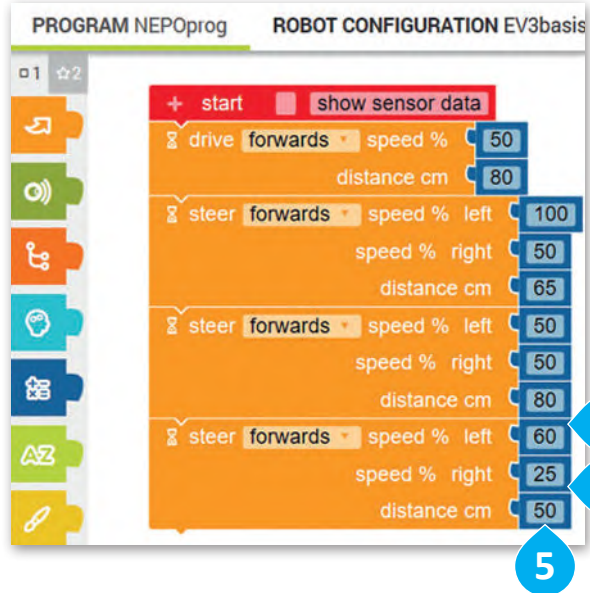 PROGRAM NEPOprog ROBOT CONFIGURATION EV3basis
1 2
+ start show sensor data
drive forwards speed % 50
distance cm 80
steer forwards speed % left 100
speed % right 50
distance cm 65
steer forwards speed % left 50
speed % right 50
distance cm 80
steer forwards speed % left 60
speed % right 25
distance cm 50
AZ
5